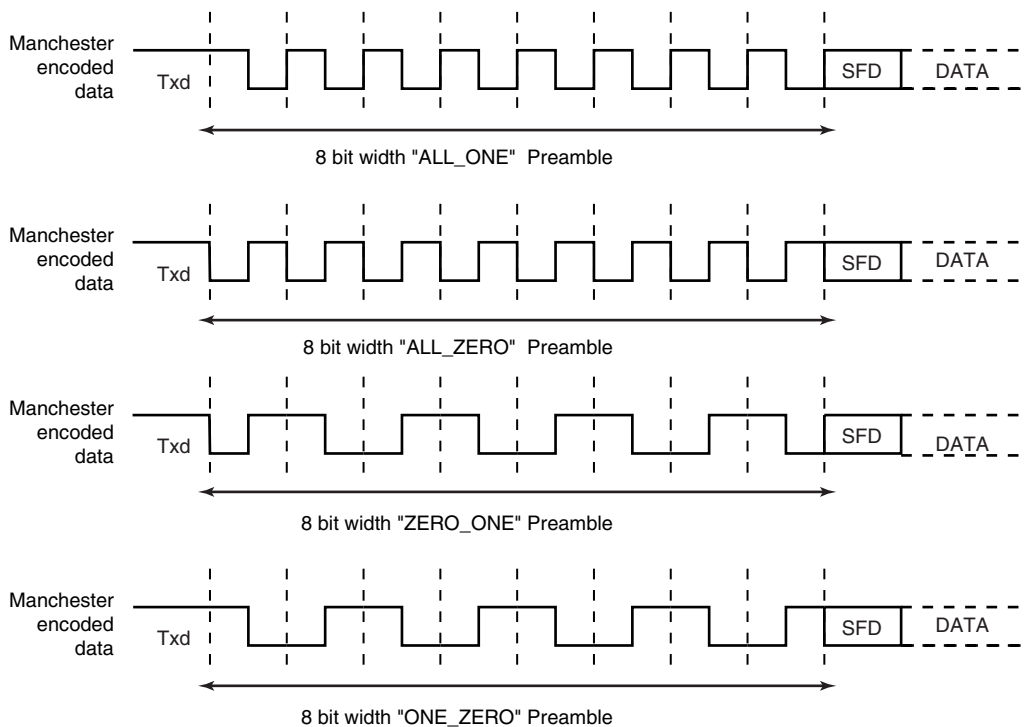 Manchester
encoded
data
Txd
SFD
DATA
8 bit width "ALL_ONE" Preamble
Manchester
encoded
data
Txd
SFD
DATA
8 bit width "ALL_ZERO" Preamble
Manchester
encoded
data
Txd
SFD
DATA
8 bit width "ZERO_ONE" Preamble
Manchester
encoded
data
Txd
SFD
DATA
8 bit width "ONE_ZERO" Preamble